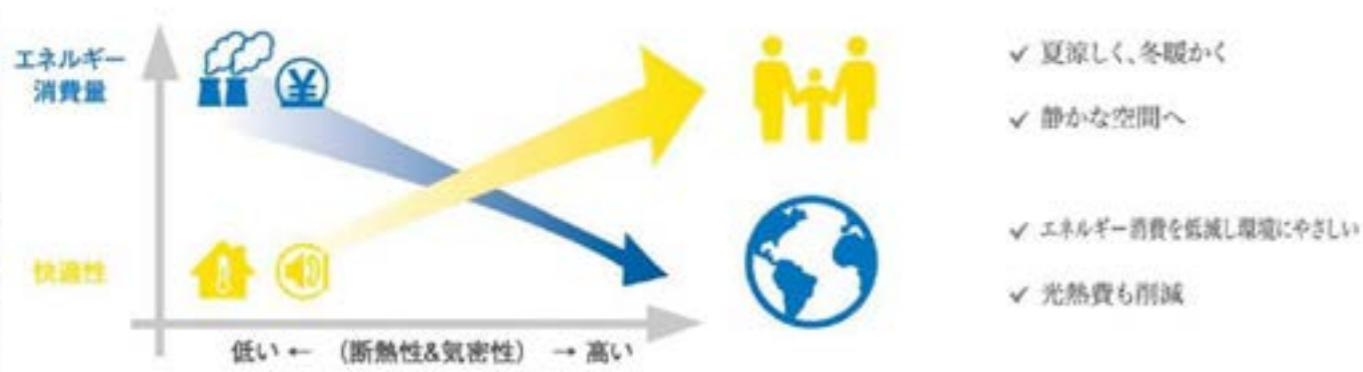 エネルギー
消費量
¥
快適性
低い ← (断熱性&気密性) → 高い
✓ 夏涼しく、冬暖かく
✓ 静かな空間へ
✓ エネルギー消費を低減し環境にやさしい
✓ 光熱費も削減